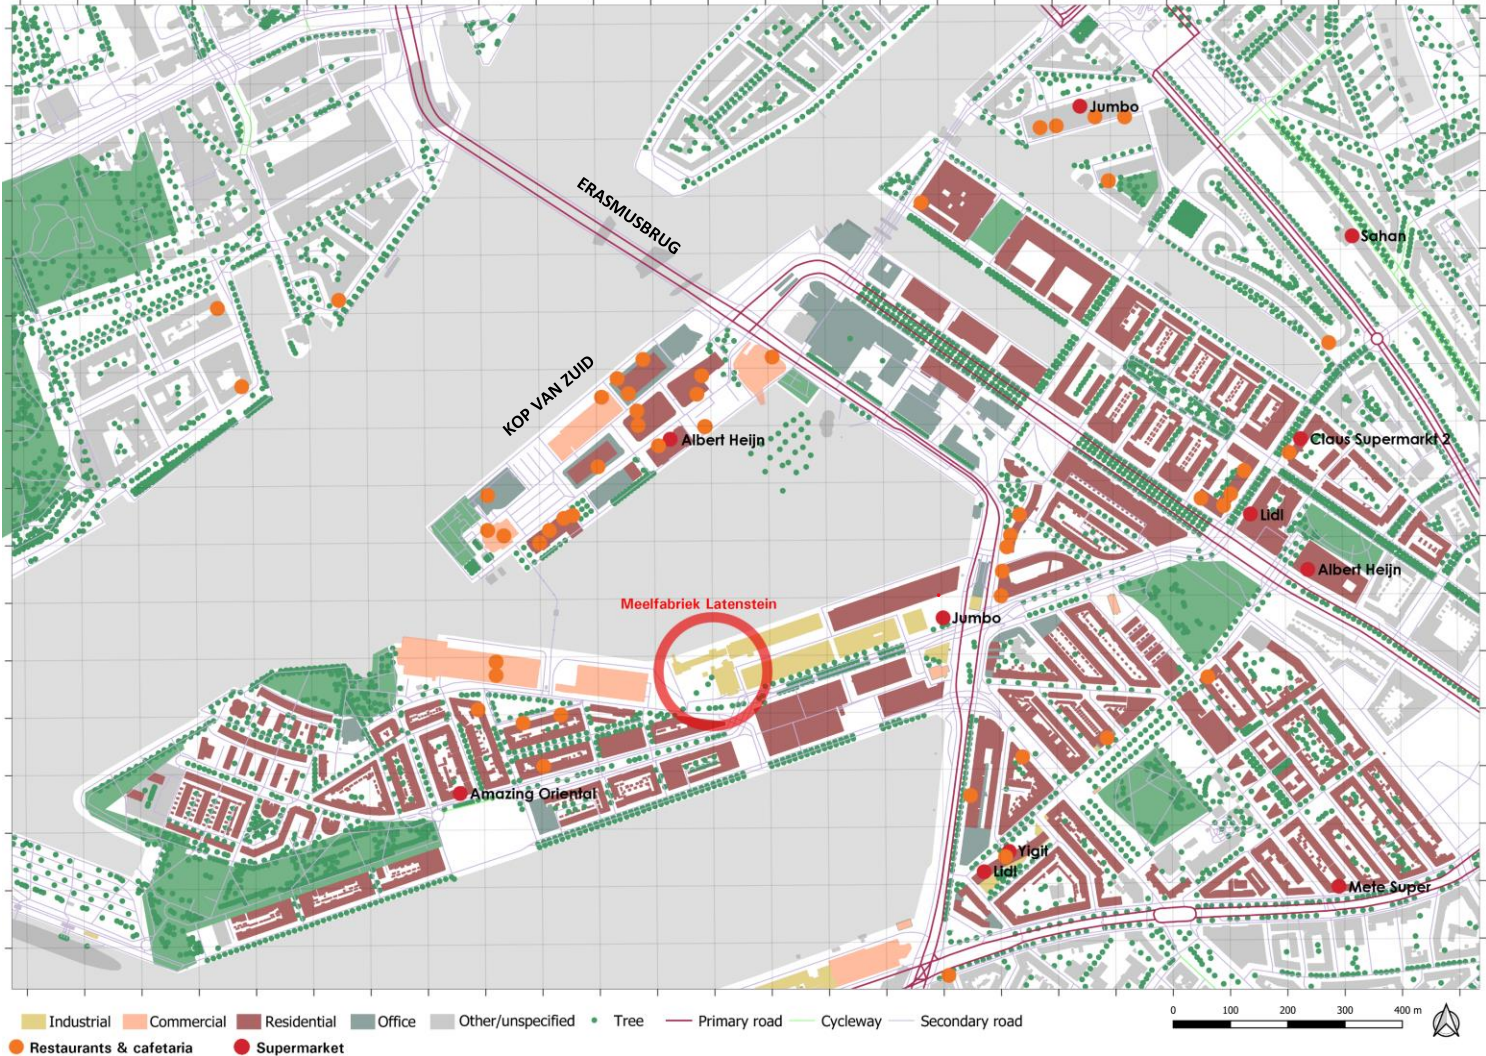 Jumbo
ERASMUSBRUG
Sahan
KOP VAN ZUID
Albert Heijn
Claus Supermarkt 2
Lidl
Albert Heijn
Meelfabriek Latenstein
Jumbo
Amazing Oriental
Yigit
Lidl
Mete Super
0 100 200 300 400 m
Industrial Commercial Residential Office Other/unspecified Tree Primary road Cycleway Secondary road
Restaurants & cafetaria Supermarket